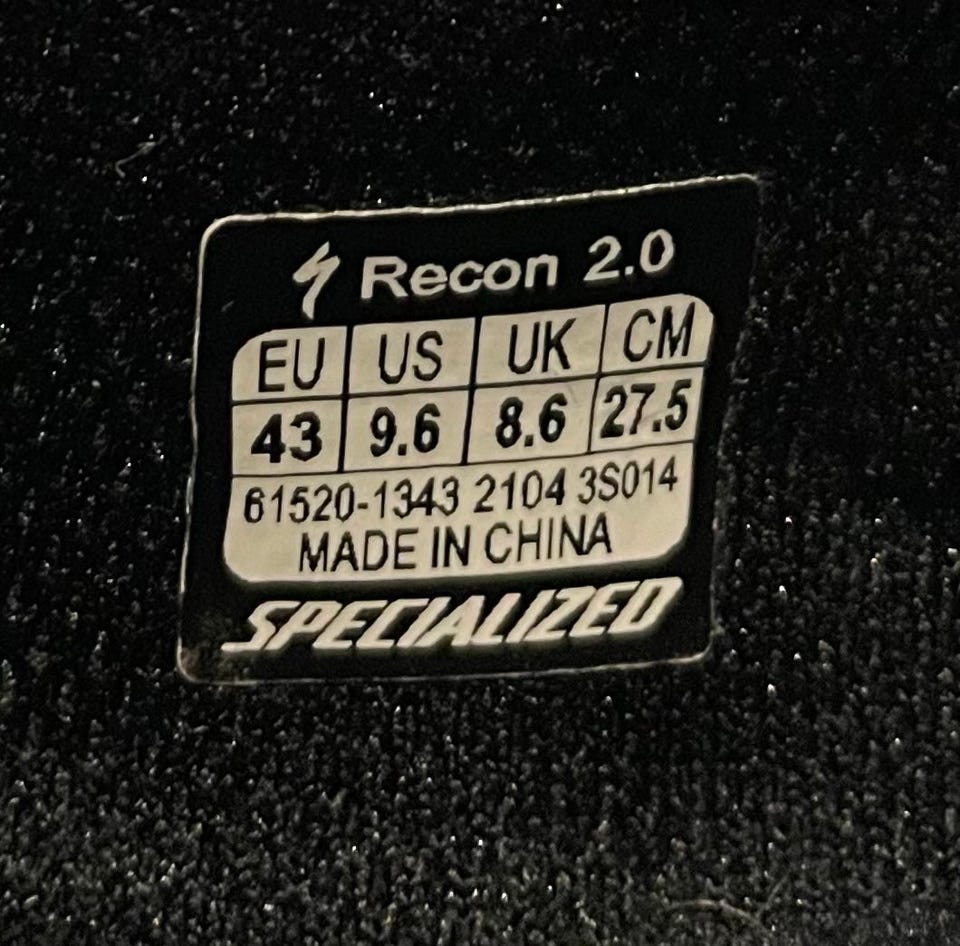 Recon 2.0
EU US UK CM
43 9.6 8.6 27.5
61520-1343 2104 3S014
MADE IN CHINA
SPECIALIZED